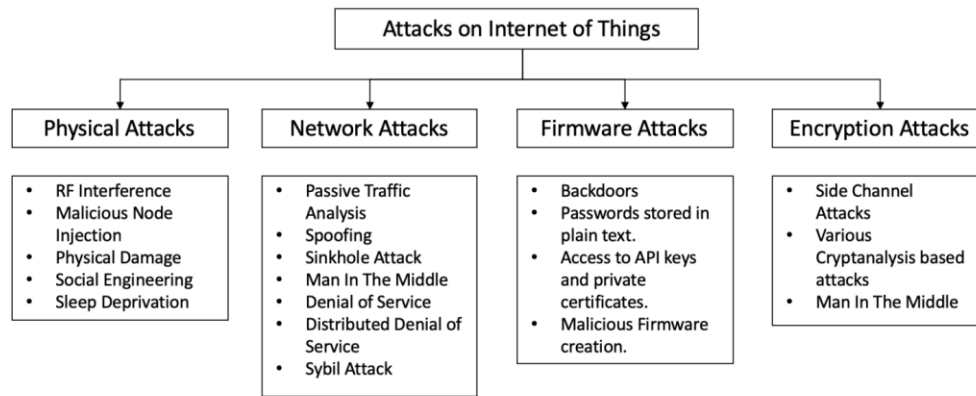 Attacks on Internet of Things
Physical Attacks
Network Attacks
Firmware Attacks
Encryption Attacks
• RF Interference
• Malicious Node
Injection
• Physical Damage
• Social Engineering
• Sleep Deprivation
• Passive Traffic
Analysis
• Spoofing
• Sinkhole Attack
• Man In The Middle
• Denial of Service
• Distributed Denial of
Service
• Sybil Attack
• Backdoors
• Passwords stored in
plain text.
• Access to API keys
and private
certificates.
• Malicious Firmware
creation.
• Side Channel
Attacks
• Various
Cryptanalysis based
attacks
• Man In The Middle